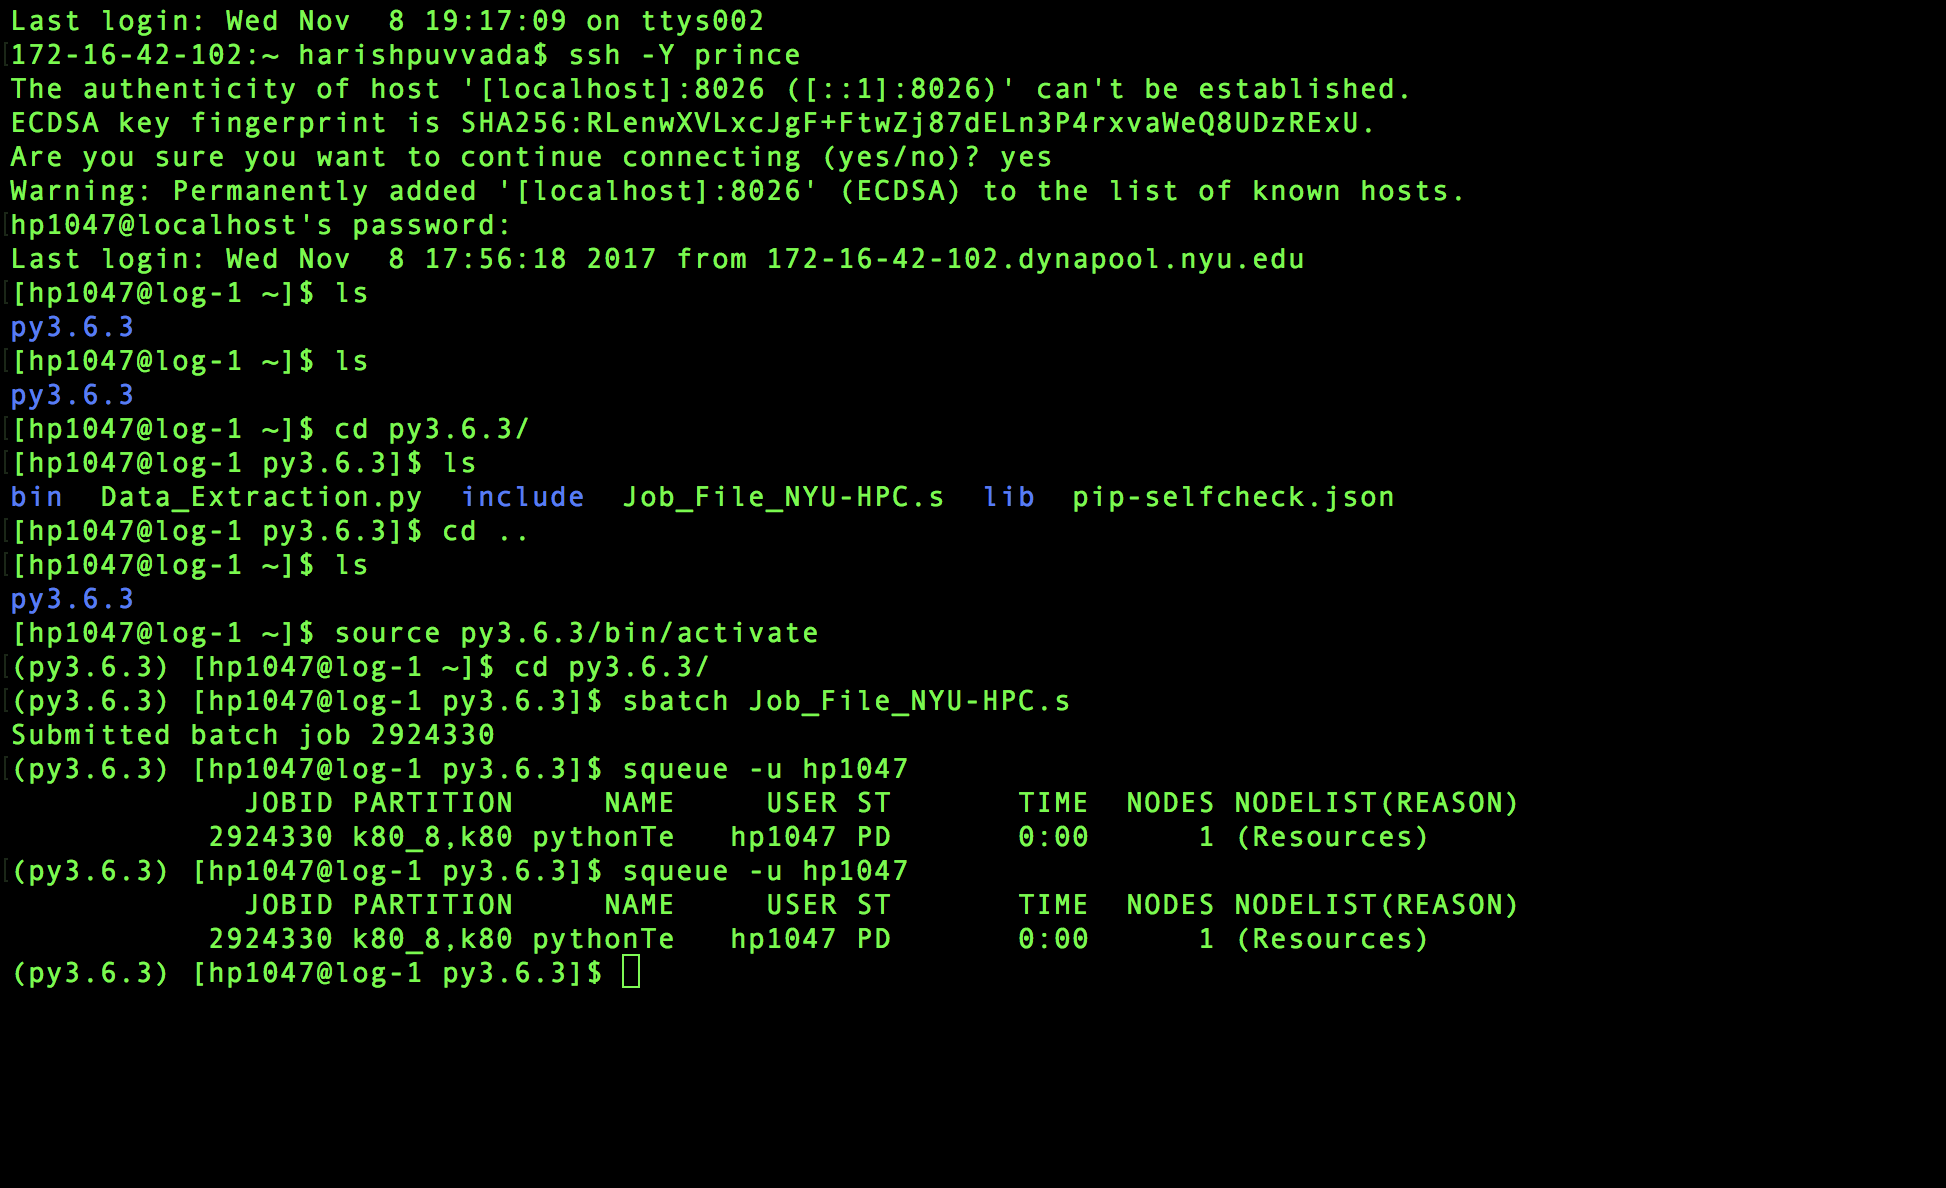 Last login: Wed Nov  8 19:17:09 on ttys002
172-16-42-102:~ harishpuvvada$ ssh -Y prince
The authenticity of host '[localhost]:8026 ([::1]:8026)' can't be established.
ECDSA key fingerprint is SHA256:RLenwXVLxcJgF+FtwZj87dELn3P4rxvaWeQ8UDzRExU.
Are you sure you want to continue connecting (yes/no)? yes
Warning: Permanently added '[localhost]:8026' (ECDSA) to the list of known hosts.
hp1047@localhost's password:
Last login: Wed Nov  8 17:56:18 2017 from 172-16-42-102.dynapool.nyu.edu
[hp1047@log-1 ~]$ ls
py3.6.3
[hp1047@log-1 ~]$ ls
py3.6.3
[hp1047@log-1 ~]$ cd py3.6.3/
[hp1047@log-1 py3.6.3]$ ls
bin  Data_Extraction.py  include  Job_File_NYU-HPC.s  lib  pip-selfcheck.json
[hp1047@log-1 py3.6.3]$ cd ..
[hp1047@log-1 ~]$ ls
py3.6.3
[hp1047@log-1 ~]$ source py3.6.3/bin/activate
(py3.6.3) [hp1047@log-1 ~]$ cd py3.6.3/
(py3.6.3) [hp1047@log-1 py3.6.3]$ sbatch Job_File_NYU-HPC.s
Submitted batch job 2924330
(py3.6.3) [hp1047@log-1 py3.6.3]$ squeue -u hp1047
             JOBID PARTITION     NAME     USER ST       TIME  NODES NODELIST(REASON)
           2924330 k80_8,k80 pythonTe   hp1047 PD       0:00      1 (Resources)
(py3.6.3) [hp1047@log-1 py3.6.3]$ squeue -u hp1047
             JOBID PARTITION     NAME     USER ST       TIME  NODES NODELIST(REASON)
           2924330 k80_8,k80 pythonTe   hp1047 PD       0:00      1 (Resources)
(py3.6.3) [hp1047@log-1 py3.6.3]$